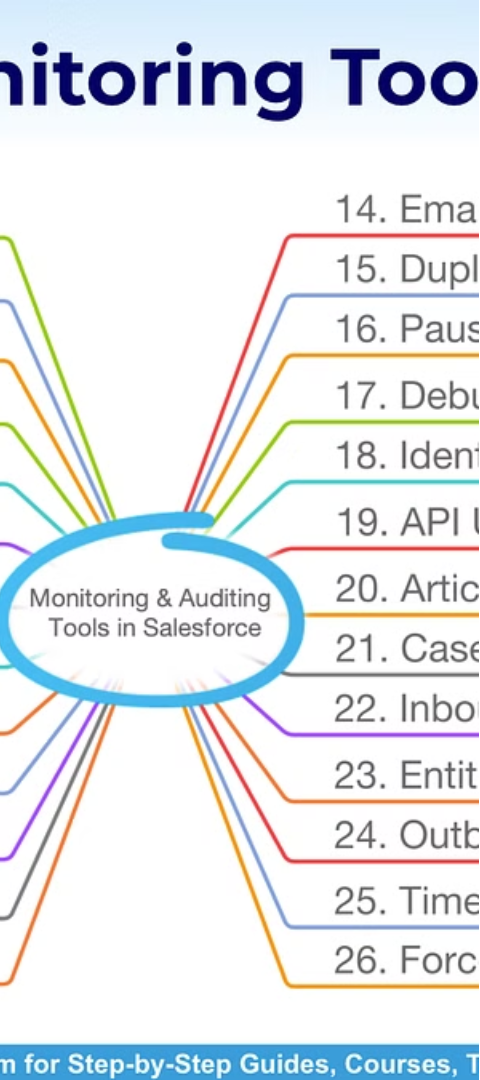 nitoring Too
14. Ema
15. Dupl
16. Paus
17. Debu
18. Ident
19. API U
20. Artic
21. Case
22. Inbou
23. Entit
24. Outb
25. Time
26. Forc
Monitoring & Auditing
Tools in Salesforce
m for Step-by-Step Guides, Courses, T